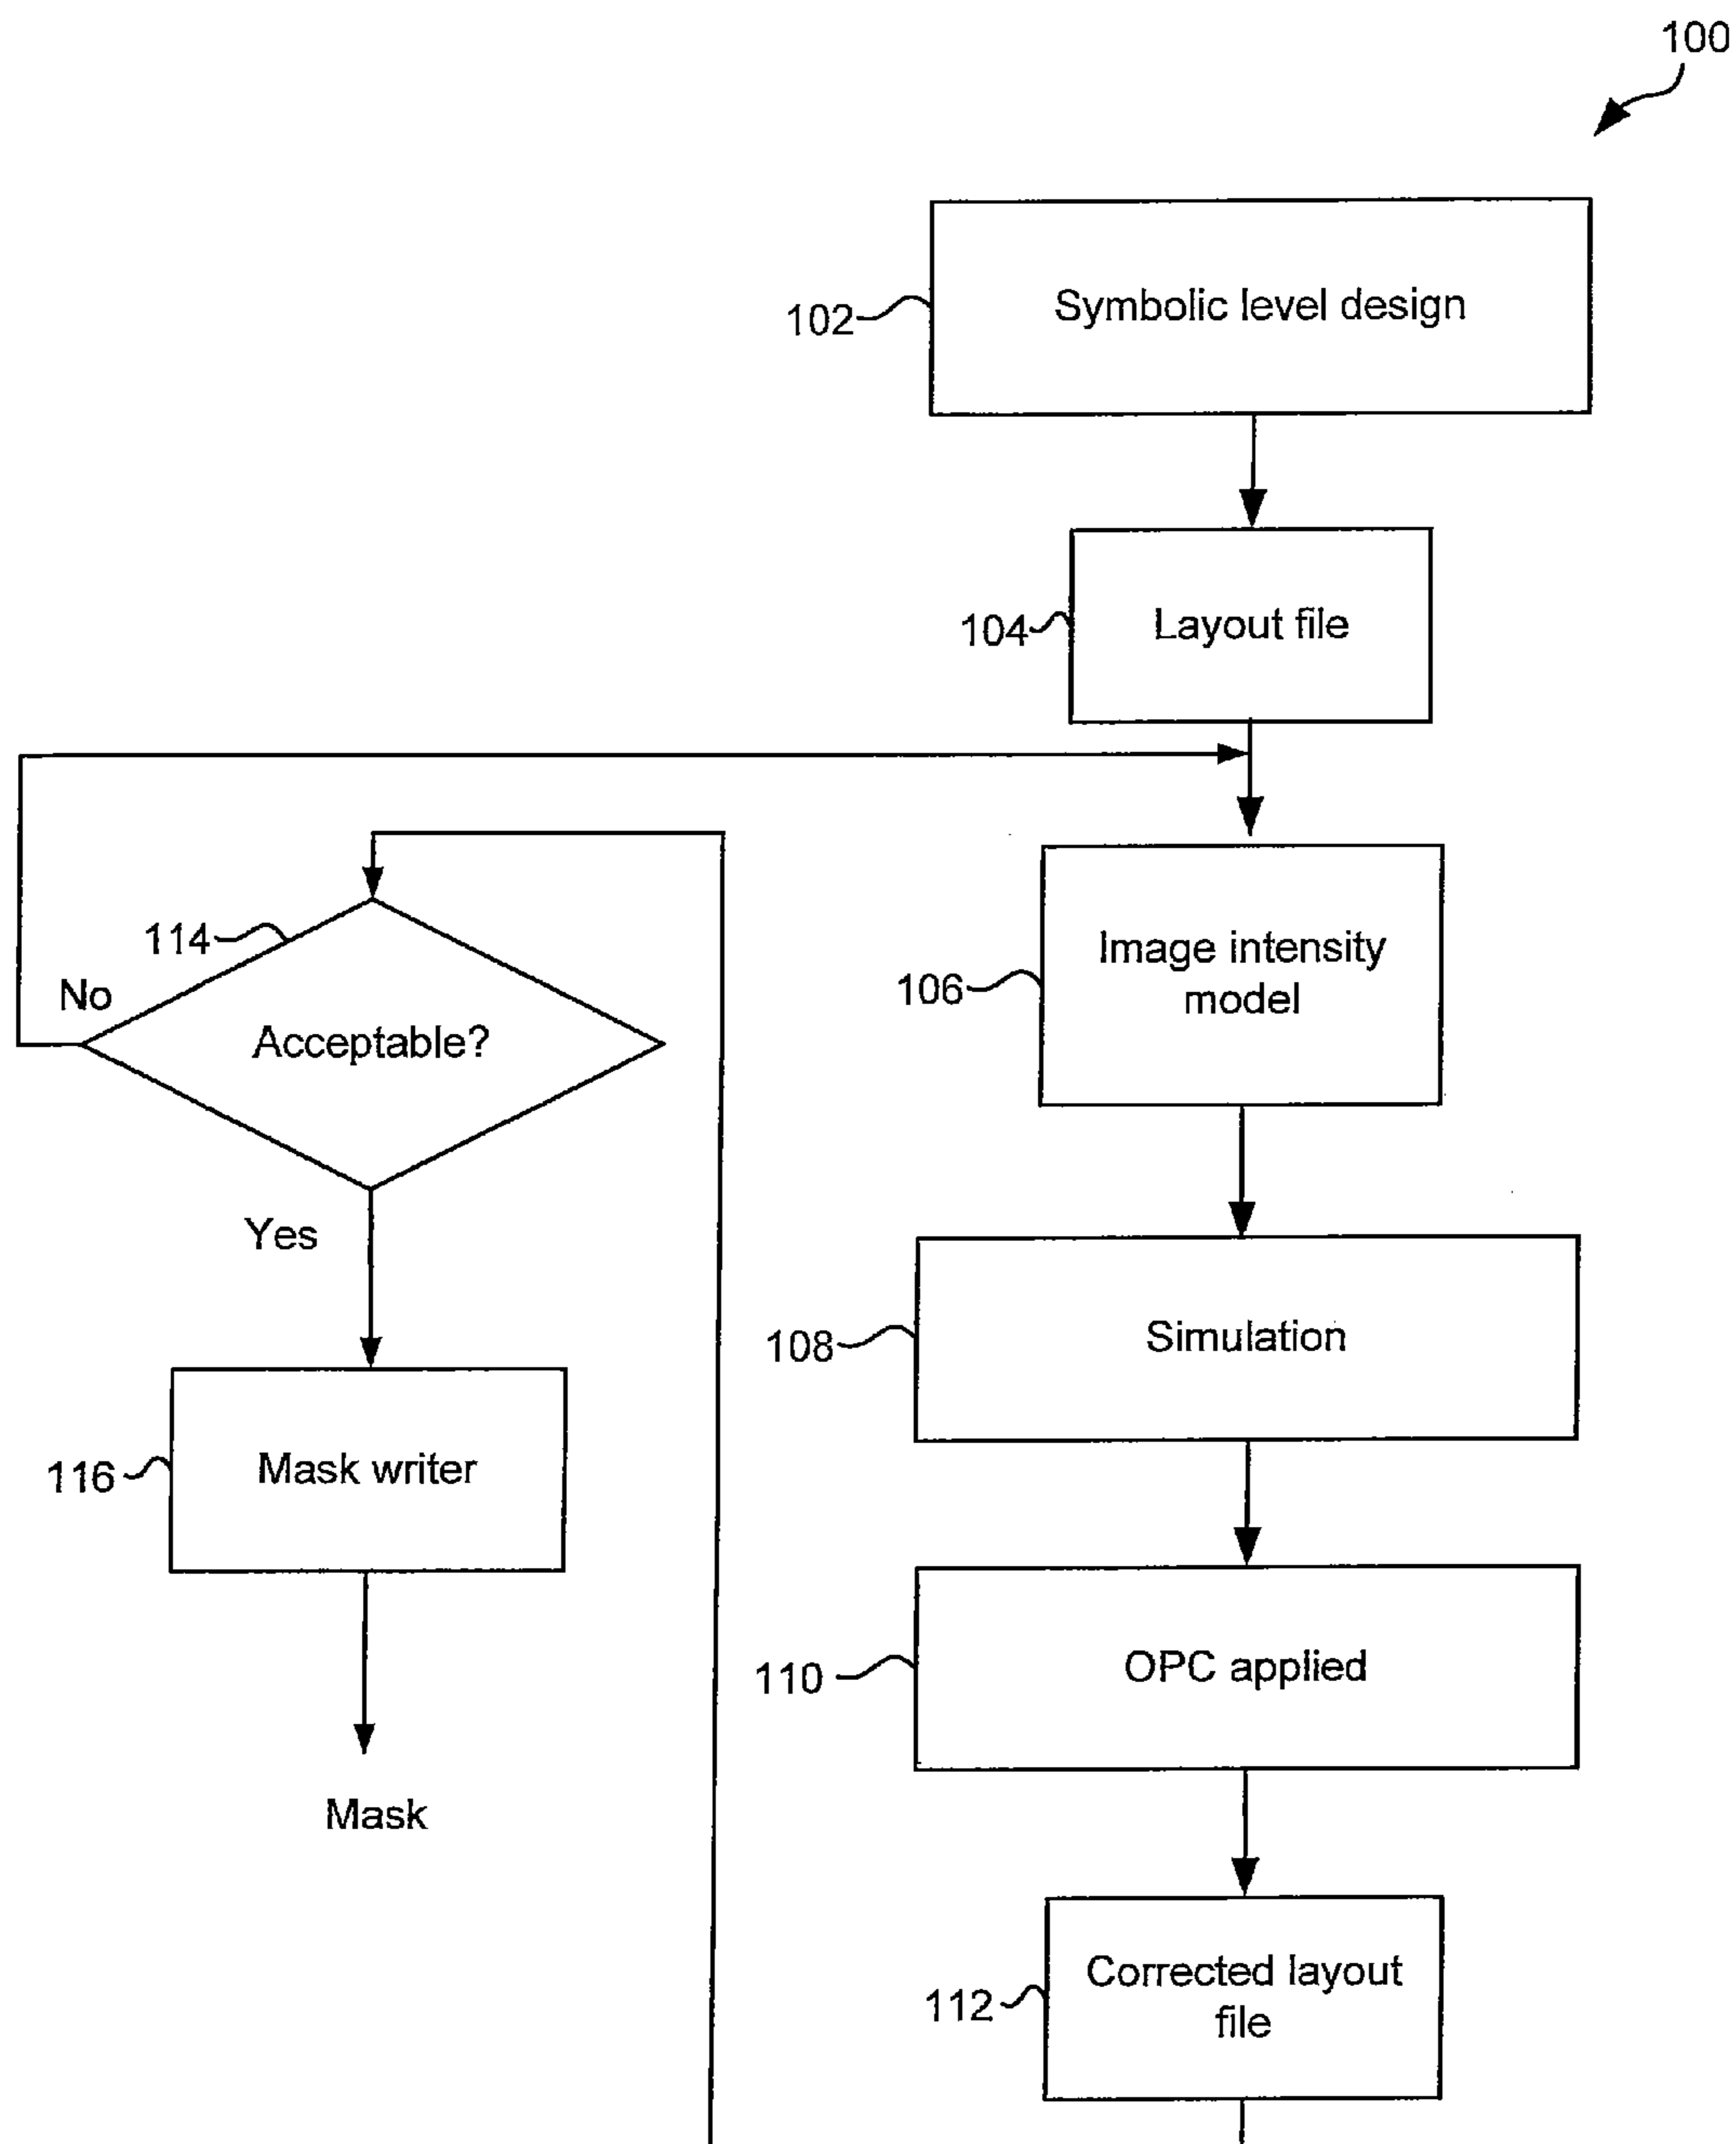 100
102
Symbolic level design
104
Layout file
106
Image intensity
model
108
Simulation
110
OPC applied
112
Corrected layout
file
114
No
Acceptable?
Yes
116
Mask writer
Mask